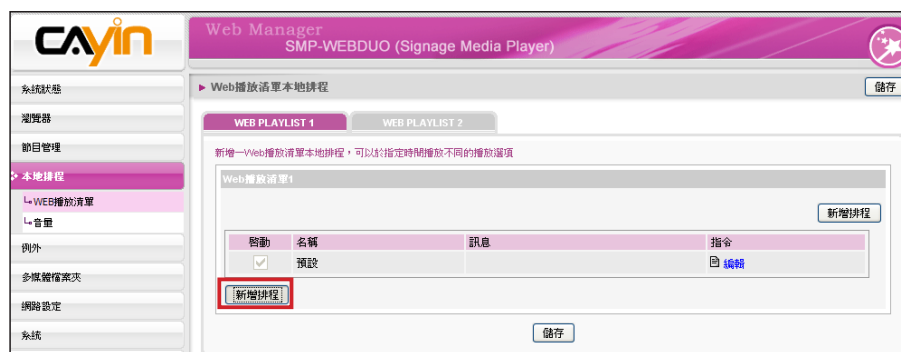 CAYIN
Web Manager
SMP-WEBDUO (Signage Media Player)
系統狀態
瀏覽器
節目管理
本地排程
WEB播放清單
音量
例外
多媒體檔案夾
網路設定
系統
Web播放清單本地排程
儲存
WEB PLAYLIST 1
WEB PLAYLIST 2
新增一Web播放清單本地排程，可以於指定時間播放不同的播放選項
Web播放清單1
新增排程
啓動 名稱 訊息 指令
預設 編輯
新增排程
儲存